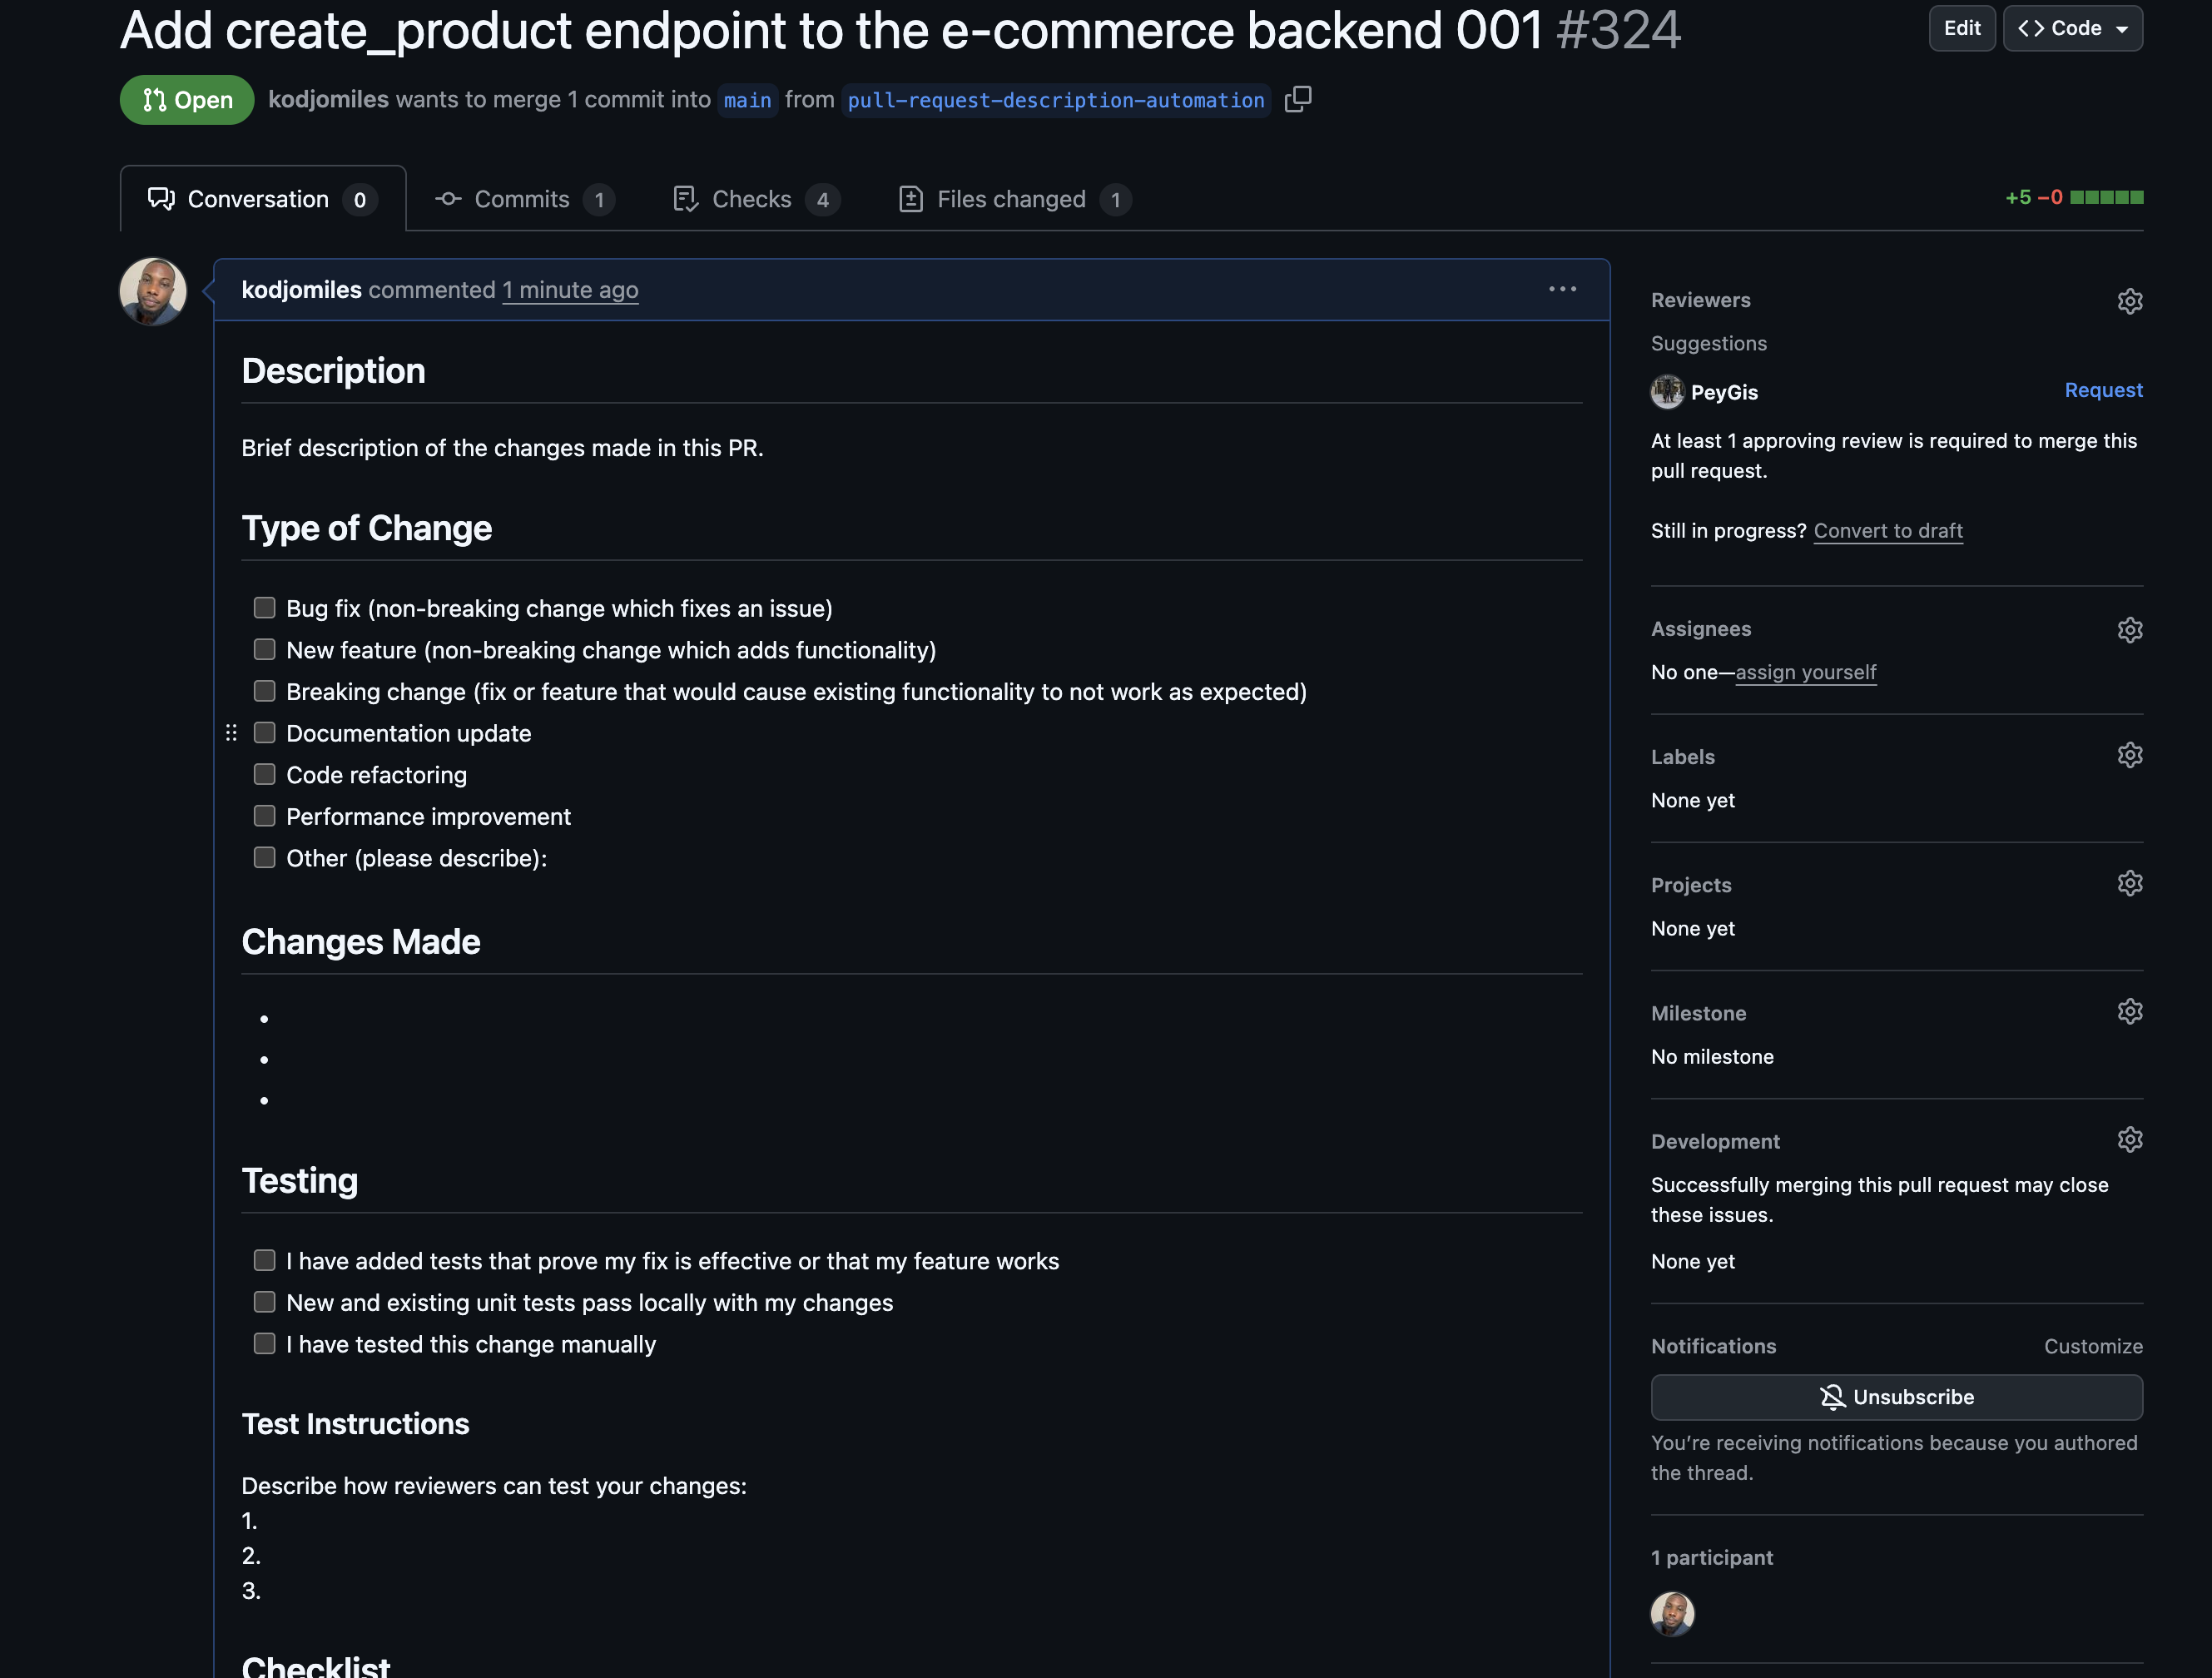 Add create_product endpoint to the e-commerce backend 001 #324
Edit
Code
Open
kodjomiles wants to merge 1 commit into main from pull-request-description-automation
Conversation 0
Commits 1
Checks 4
Files changed 1
+5 −0
kodjomiles commented 1 minute ago
Description
Brief description of the changes made in this PR.
Type of Change
Bug fix (non-breaking change which fixes an issue)
New feature (non-breaking change which adds functionality)
Breaking change (fix or feature that would cause existing functionality to not work as expected)
Documentation update
Code refactoring
Performance improvement
Other (please describe):
Changes Made
•
•
•
Testing
I have added tests that prove my fix is effective or that my feature works
New and existing unit tests pass locally with my changes
I have tested this change manually
Test Instructions
Describe how reviewers can test your changes:
1.
2.
3.
Checklist
Reviewers
Suggestions
PeyGis
Request
At least 1 approving review is required to merge this
pull request.
Still in progress? Convert to draft
Assignees
No one—assign yourself
Labels
None yet
Projects
None yet
Milestone
No milestone
Development
Successfully merging this pull request may close
these issues.
None yet
Notifications
Customize
Unsubscribe
You’re receiving notifications because you authored
the thread.
1 participant